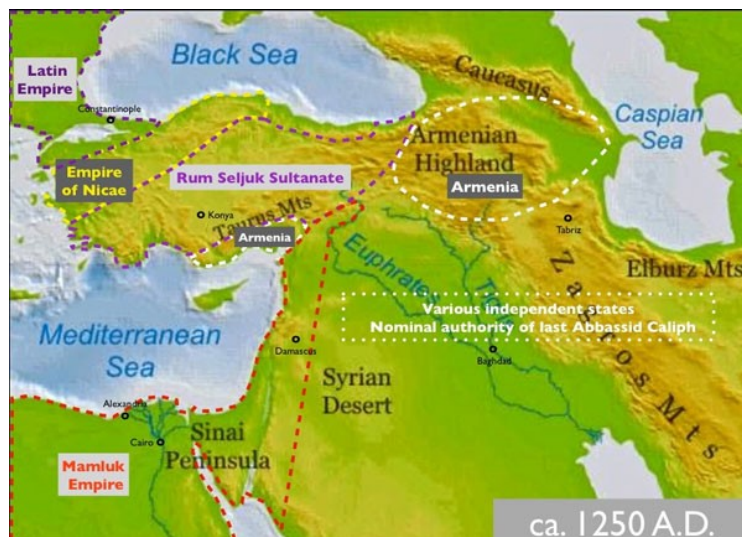 Black Sea
Latin
Empire
Constantinople
Caucasus
Caspian
Sea
Armenian
Highland
Armenia
Empire
of Nicae
Rum Seljuk Sultanate
Konya
Taurus Mts
Armenia
Tabriz
Elburz Mts
Euphrates
Tigris
Zagros Mts
Various independent states
Nominal authority of last Abbassid Caliph
Mediterranean
Sea
Damascus
Baghdad
Syrian
Desert
Alexandria
Cairo
Sinai
Peninsula
Mamluk
Empire
ca. 1250 A.D.